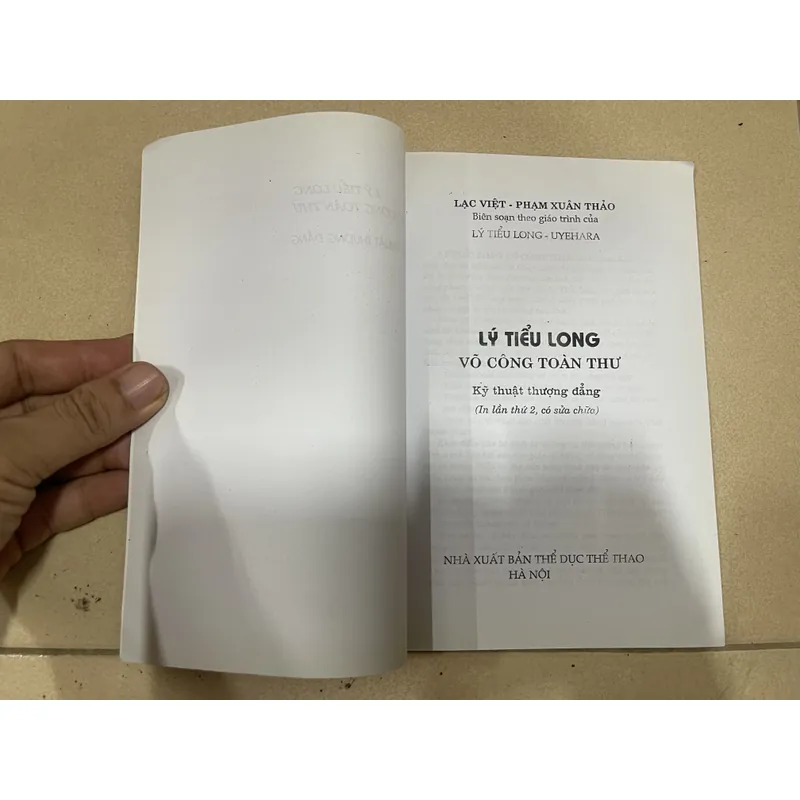 LẠC VIỆT - PHẠM XUÂN THẢO
Biên soạn theo giáo trình của
LÝ TIỂU LONG - UYEHARA
LÝ TIỂU LONG
VÕ CÔNG TOÀN THƯ
Kỹ thuật thượng đẳng
(In lần thứ 2, có sửa chữa)
NHÀ XUẤT BẢN THỂ DỤC THỂ THAO
HÀ NỘI